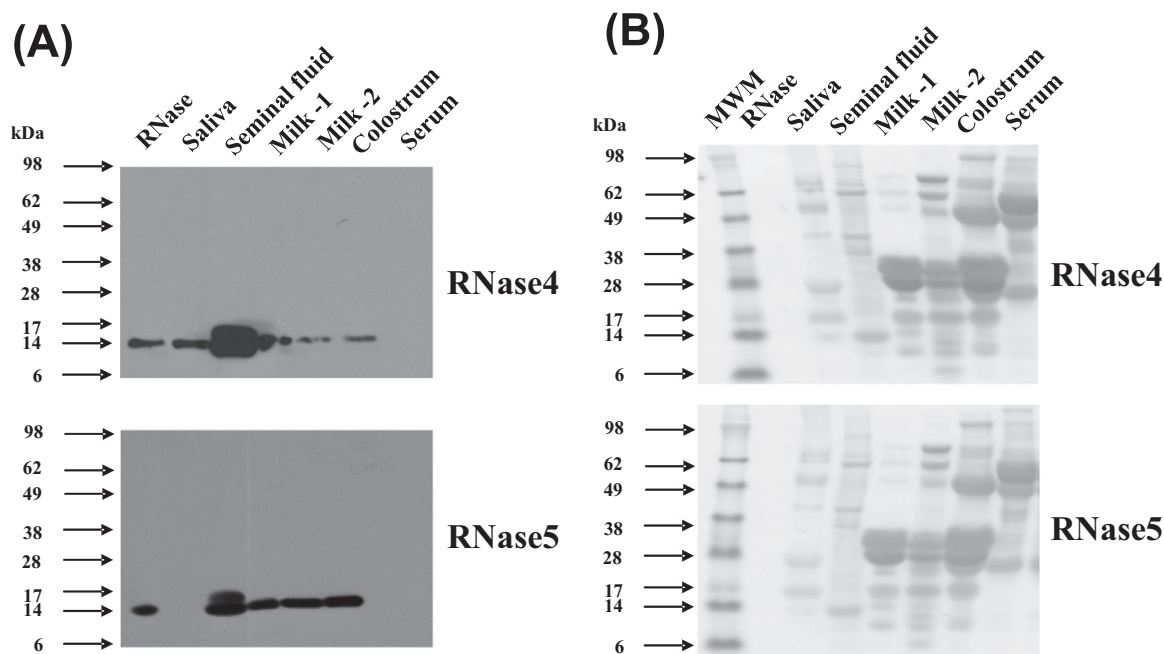 (A)
RNase
Saliva
Seminal fluid
Milk -1
Milk -2
Colostrum
Serum
kDa
98
62
49
38
28
17
14
6
RNase4
98
62
49
38
28
17
14
6
RNase5
(B)
MWM
RNase
Saliva
Seminal fluid
Milk -1
Milk -2
Colostrum
Serum
kDa
98
62
49
38
28
17
14
6
RNase4
98
62
49
38
28
17
14
6
RNase5